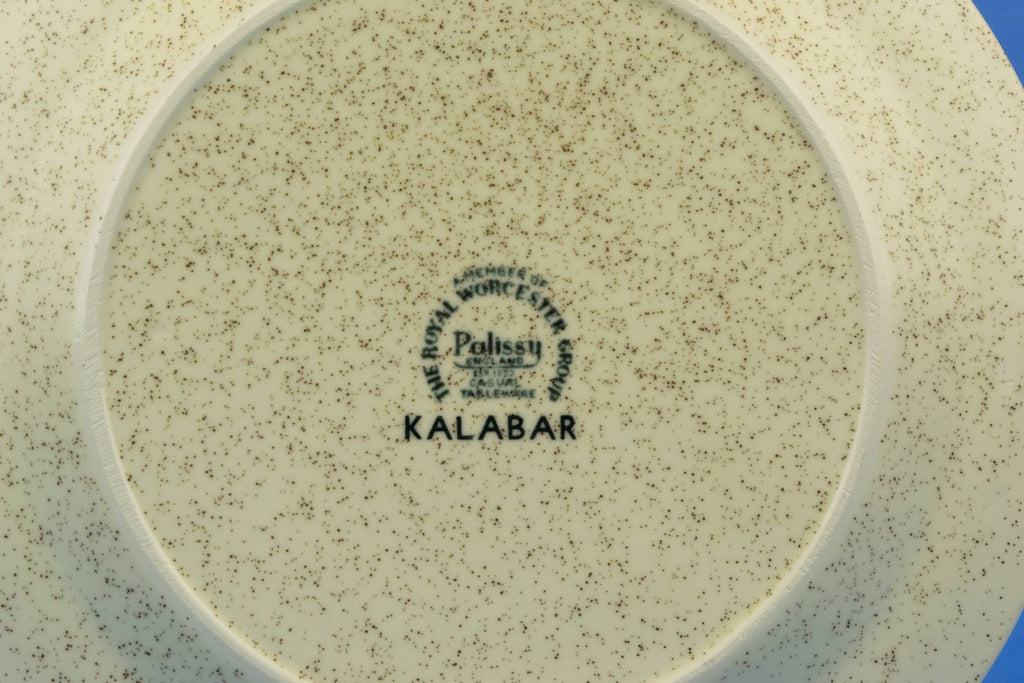 A MEMBER OF
THE ROYAL WORCESTER GROUP
Palissy
ENGLAND
CASUAL
TABLEWARE
KALABAR